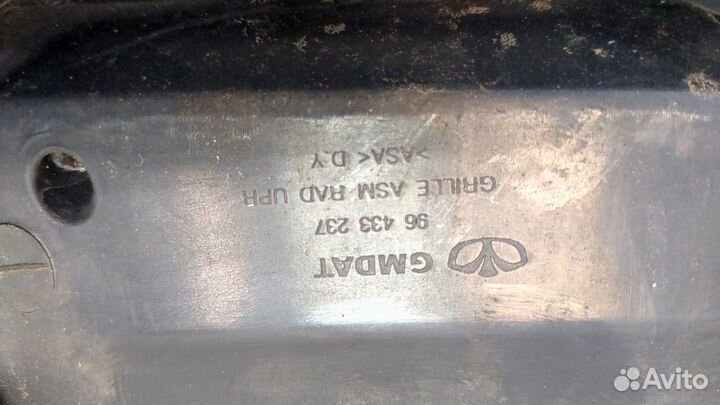 GMDAT
96 433 237
GRILLE ASM RAD UPR
>ASA< D.Y
Avito